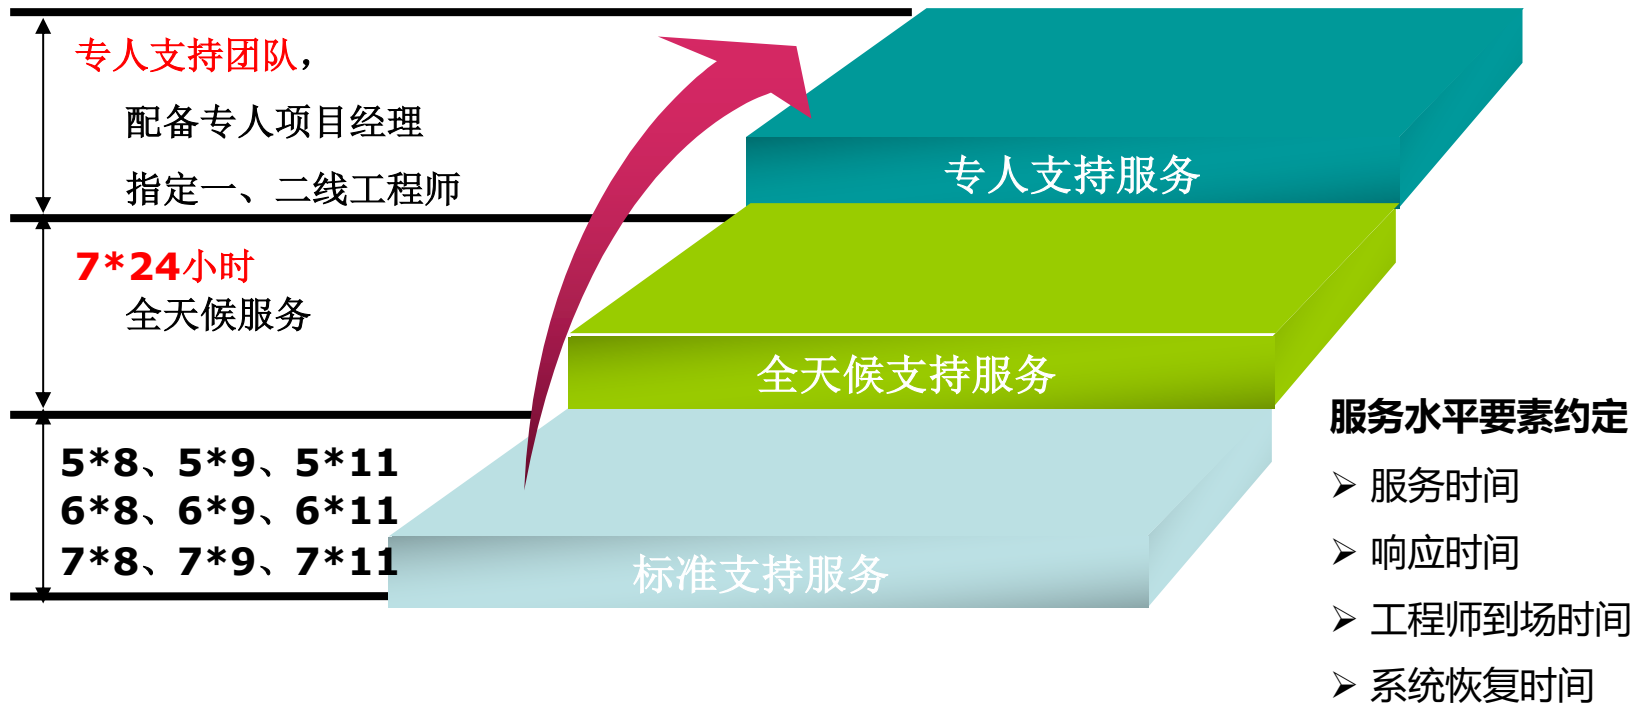 专人支持团队，
配备专人项目经理
指定一、二线工程师
专人支持服务
7*24小时
全天候服务
全天候支持服务
5*8、5*9、5*11
6*8、6*9、6*11
7*8、7*9、7*11
标准支持服务
服务水平要素约定
➢ 服务时间
➢ 响应时间
➢ 工程师到场时间
➢ 系统恢复时间